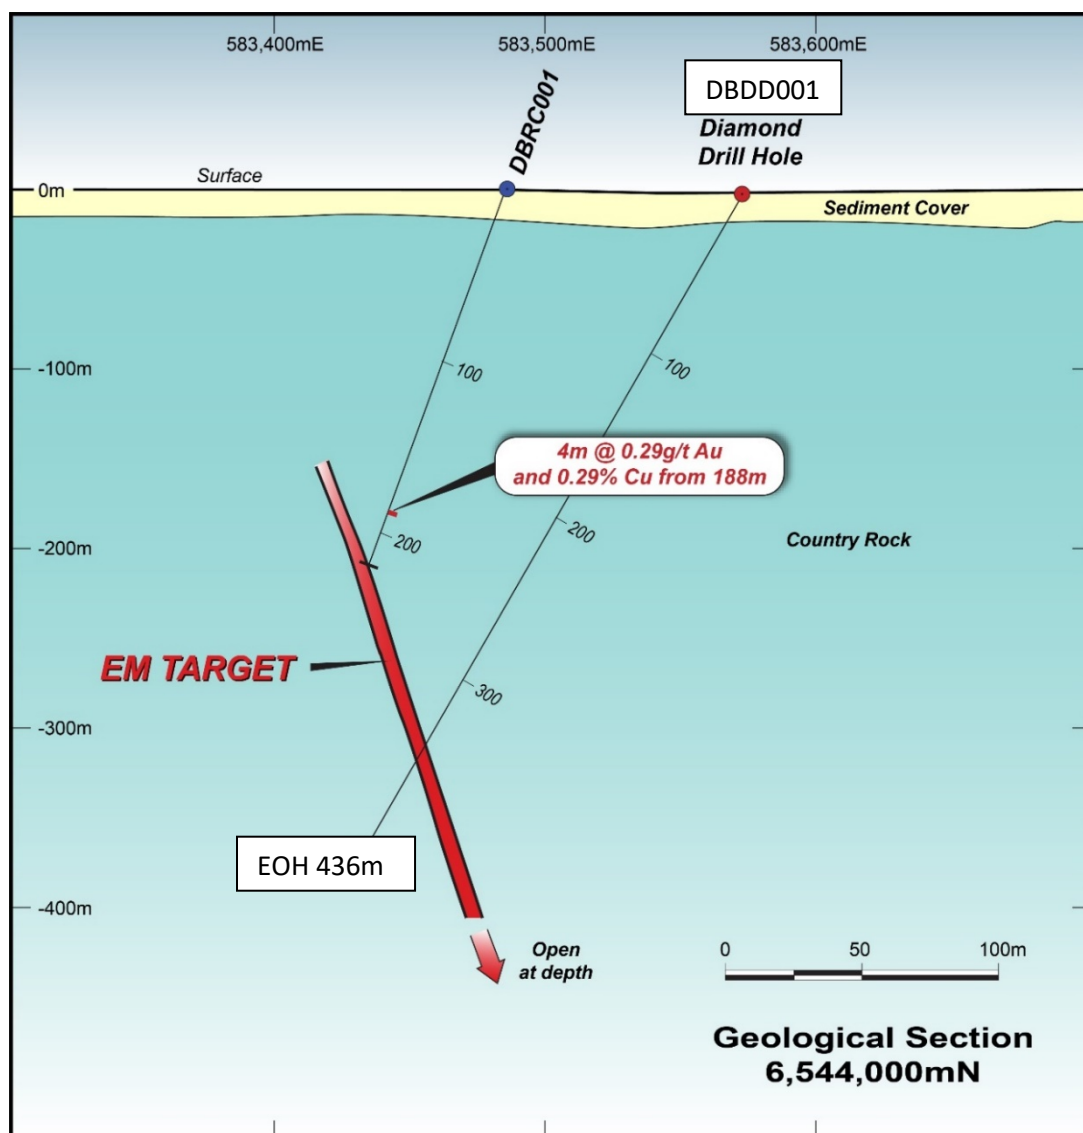 583,400mE
583,500mE
583,600mE
DBRC001
DBDD001
Diamond
Drill Hole
Surface
0m
Sediment Cover
-100m
100
100
4m @ 0.29g/t Au
and 0.29% Cu from 188m
-200m
200
200
Country Rock
EM TARGET
300
-300m
EOH 436m
-400m
Open
at depth
0
50
100m
Geological Section
6,544,000mN